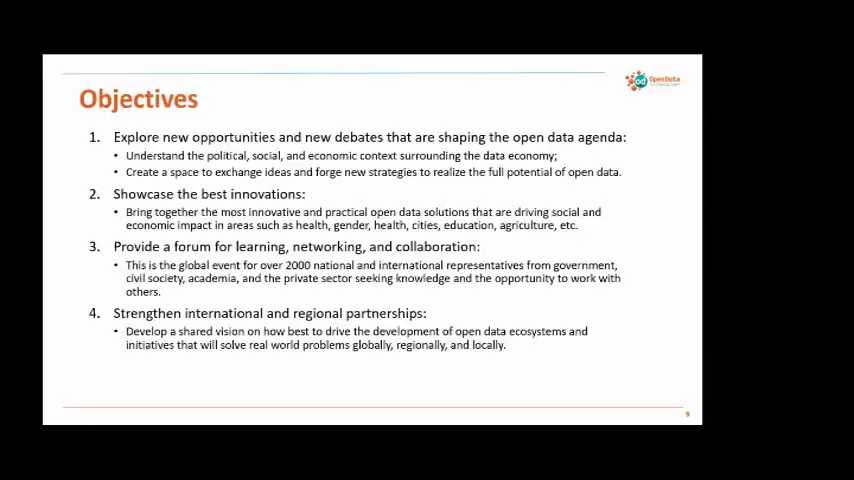 OpenData
od
Objectives
1. Explore new opportunities and new debates that are shaping the open data agenda:
• Understand the political, social, and economic context surrounding the data economy;
• Create a space to exchange ideas and forge new strategies to realize the full potential of open data.
2. Showcase the best innovations:
• Bring together the most innovative and practical open data solutions that are driving social and
economic impact in areas such as health, gender, health, cities, education, agriculture, etc.
3. Provide a forum for learning, networking, and collaboration:
• This is the global event for over 2000 national and international representatives from government,
civil society, academia, and the private sector seeking knowledge and the opportunity to work with
others.
4. Strengthen international and regional partnerships:
• Develop a shared vision on how best to drive the development of open data ecosystems and
initiatives that will solve real world problems globally, regionally, and locally.
9